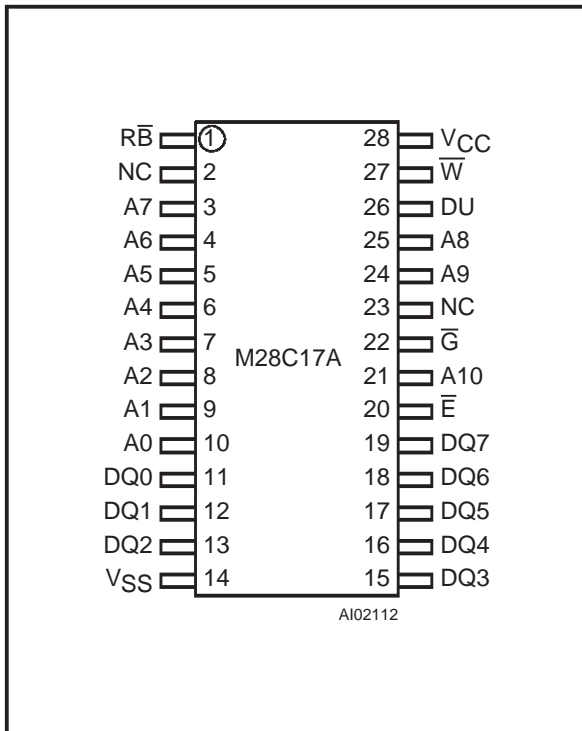 RB̅ 1 28 VCC
NC 2 27 W̅
A7 3 26 DU
A6 4 25 A8
A5 5 24 A9
A4 6 23 NC
A3 7 22 G̅
M28C17A
A2 8 21 A10
A1 9 20 E̅
A0 10 19 DQ7
DQ0 11 18 DQ6
DQ1 12 17 DQ5
DQ2 13 16 DQ4
VSS 14 15 DQ3
AI02112